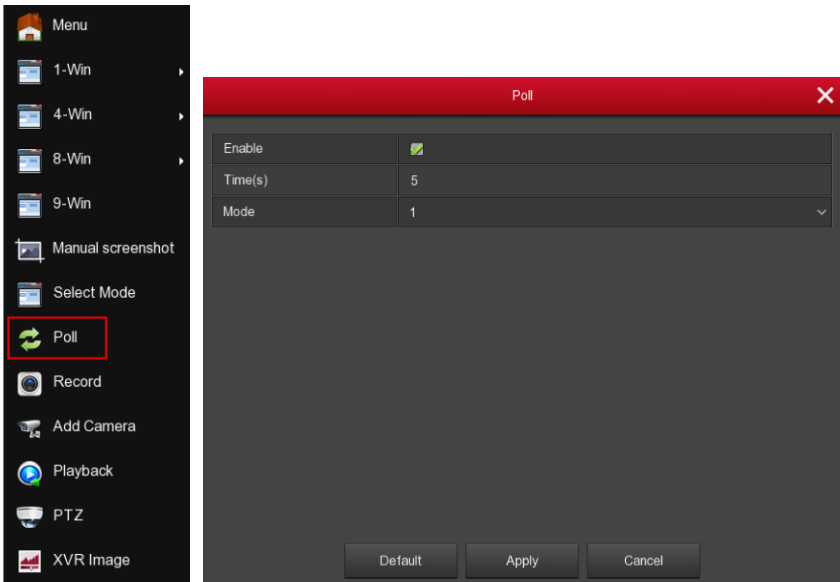 Menu
1-Win
4-Win
8-Win
9-Win
Manual screenshot
Select Mode
Poll
Record
Add Camera
Playback
PTZ
XVR Image
Poll
Enable
Time(s) 5
Mode 1
Default Apply Cancel